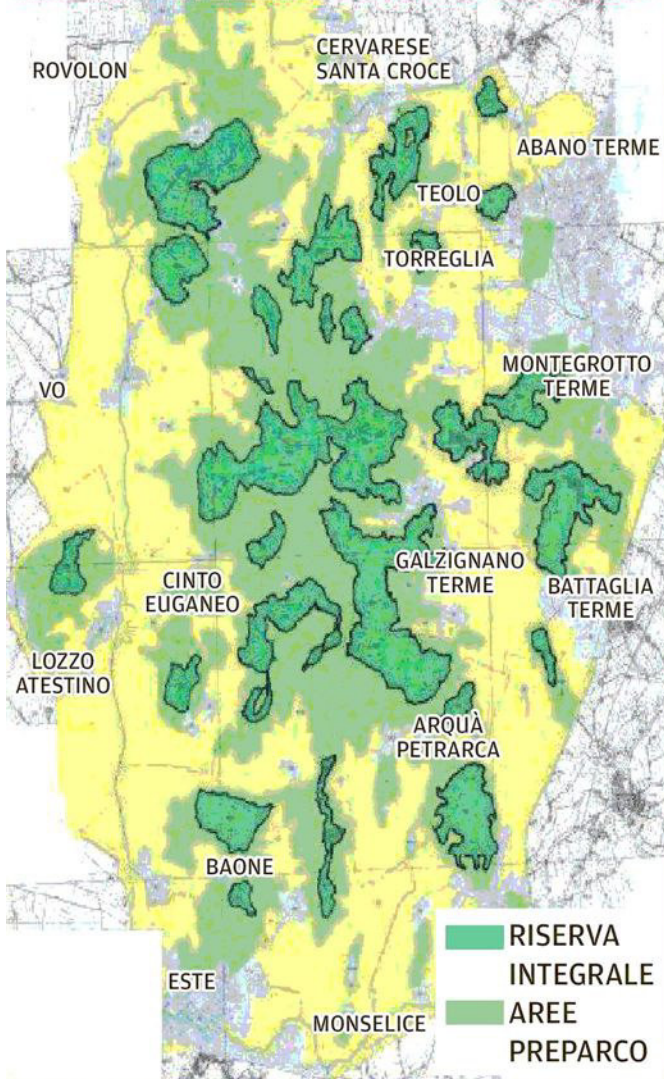 CERVARESE
SANTA CROCE
ROVOLON
ABANO TERME
TEOLO
TORREGLIA
MONTEGROTTO
TERME
VO
GALZIGNANO
TERME
CINTO
EUGANEO
BATTAGLIA
TERME
LOZZO
ATESTINO
ARQUÀ
PETRARCA
BAONE
ESTE
MONSELICE
RISERVA
INTEGRALE
AREE
PREPARCO